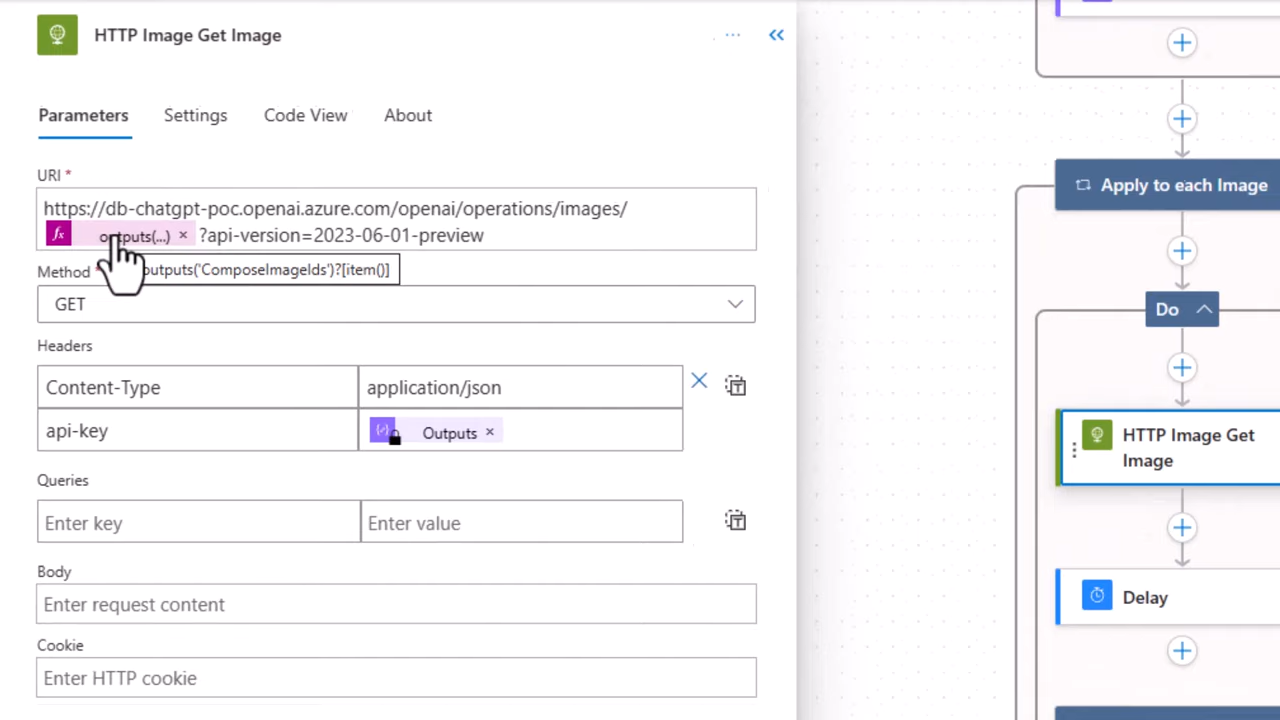 HTTP Image Get Image
Parameters
Settings
Code View
About
URI *
https://db-chatgpt-poc.openai.azure.com/openai/operations/images/
fx outputs(...) × ?api-version=2023-06-01-preview
outputs('ComposeImageIds')?[item()]
Method
GET
Headers
Content-Type
application/json
api-key
Outputs ×
Queries
Enter key
Enter value
Body
Enter request content
Cookie
Enter HTTP cookie
Apply to each Image
Do
HTTP Image Get
Image
Delay